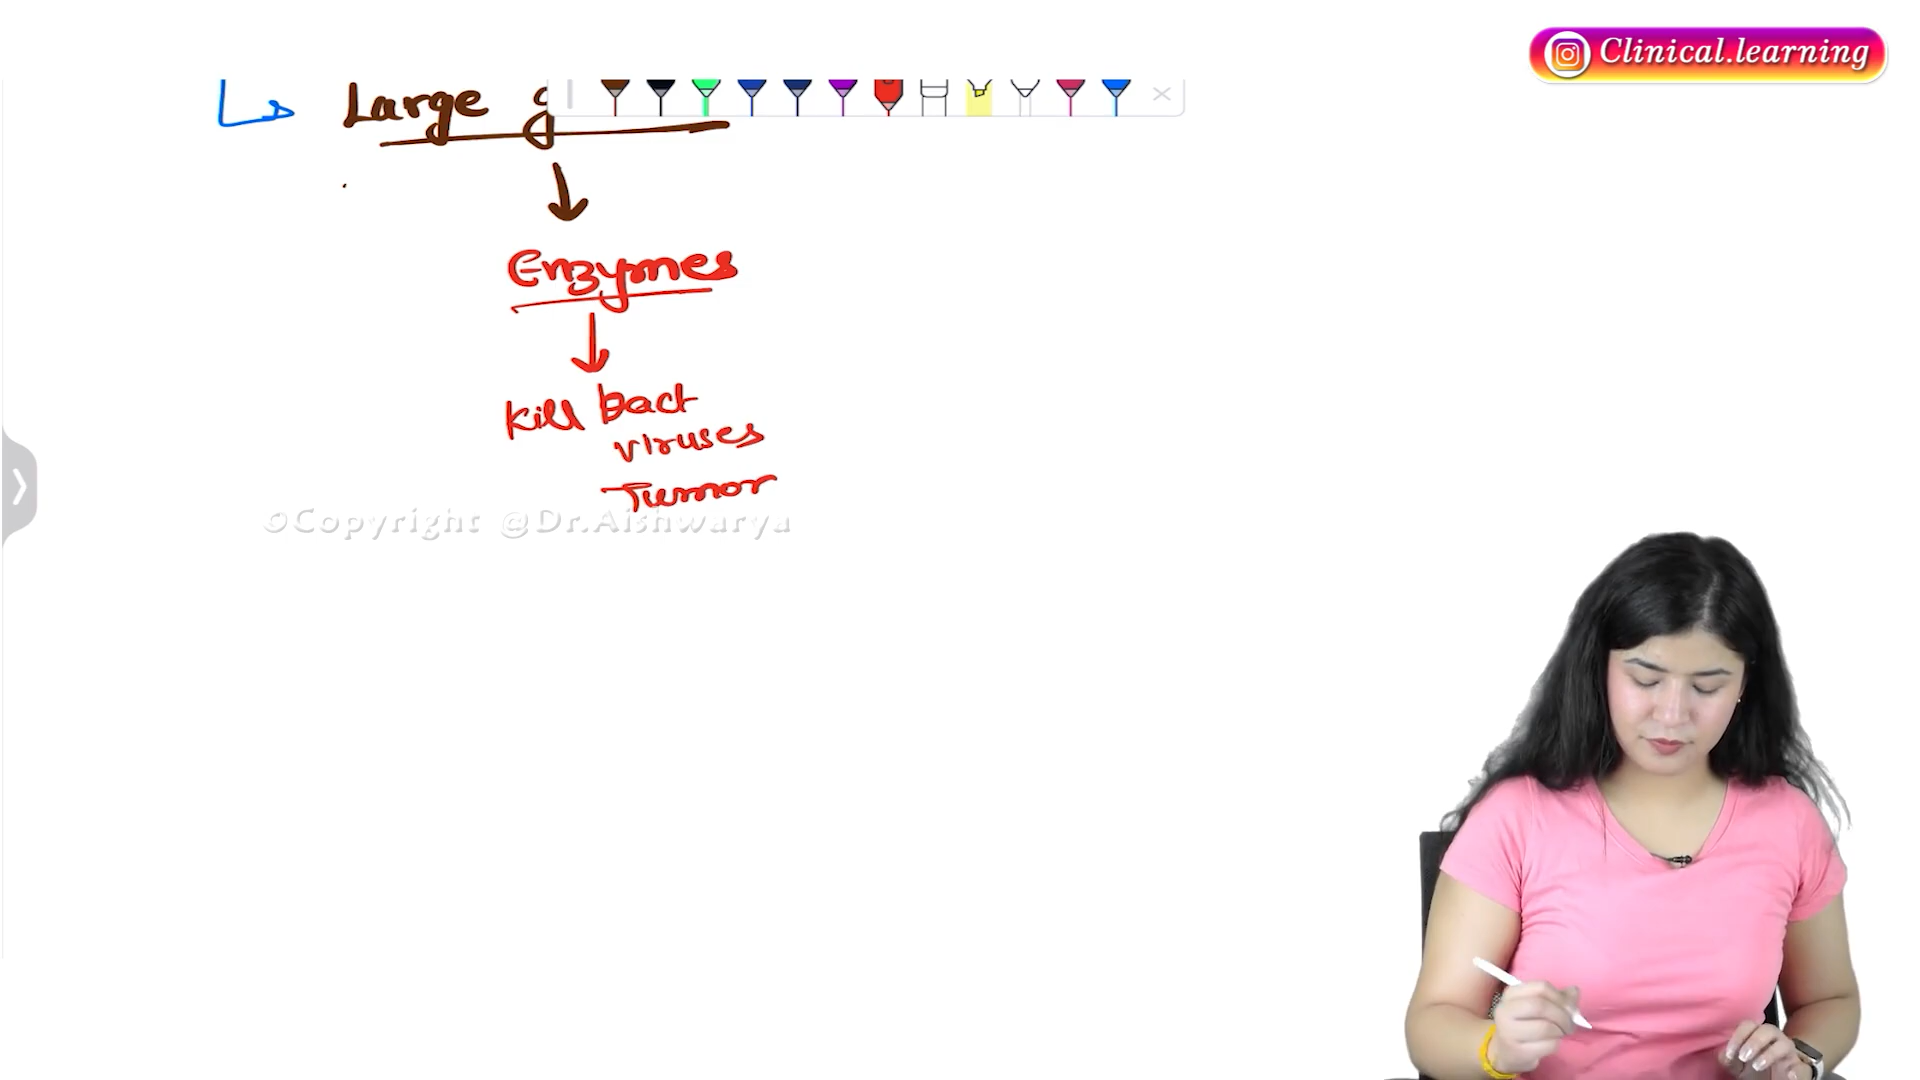 Clinical.learning
Large g
Enzymes
Kill bact
viruses
Tumor
©Copyright @Dr.Aishwarya